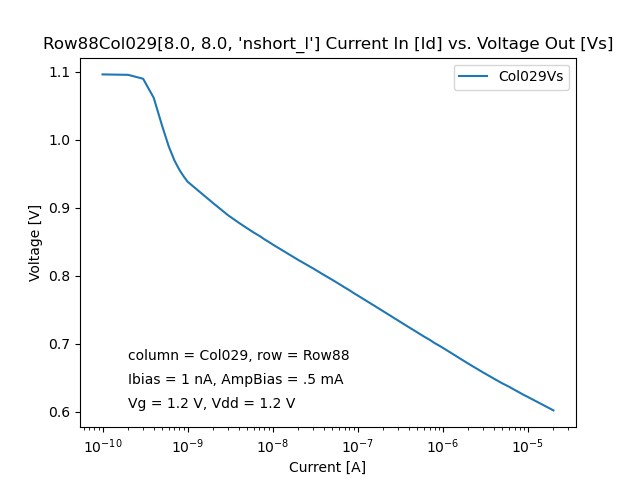 Row88Col029[8.0, 8.0, 'nshort_l'] Current In [Id] vs. Voltage Out [Vs]
Col029Vs
1.1
1.0
0.9
0.8
0.7
0.6
Voltage [V]
column = Col029, row = Row88
Ibias = 1 nA, AmpBias = .5 mA
Vg = 1.2 V, Vdd = 1.2 V
10⁻¹⁰ 10⁻⁹ 10⁻⁸ 10⁻⁷ 10⁻⁶ 10⁻⁵
Current [A]